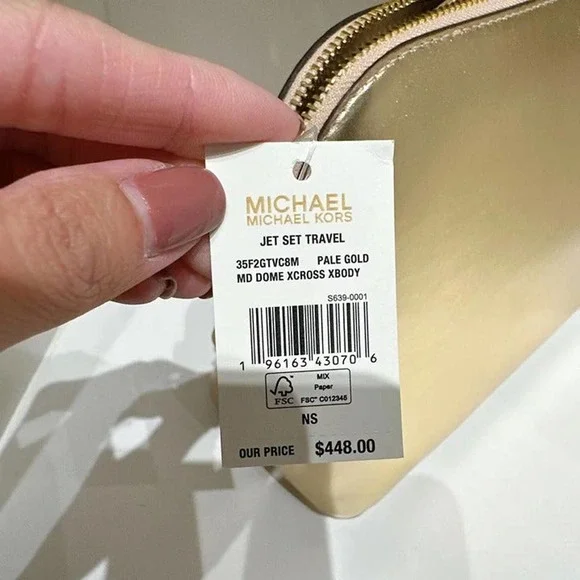 MICHAEL
MICHAEL KORS
JET SET TRAVEL
35F2GTVC8M PALE GOLD
MD DOME XCROSS XBODY
S639-0001
1 96163 43070 6
FSC
MIX
Paper
FSC™ C012345
NS
OUR PRICE $448.00